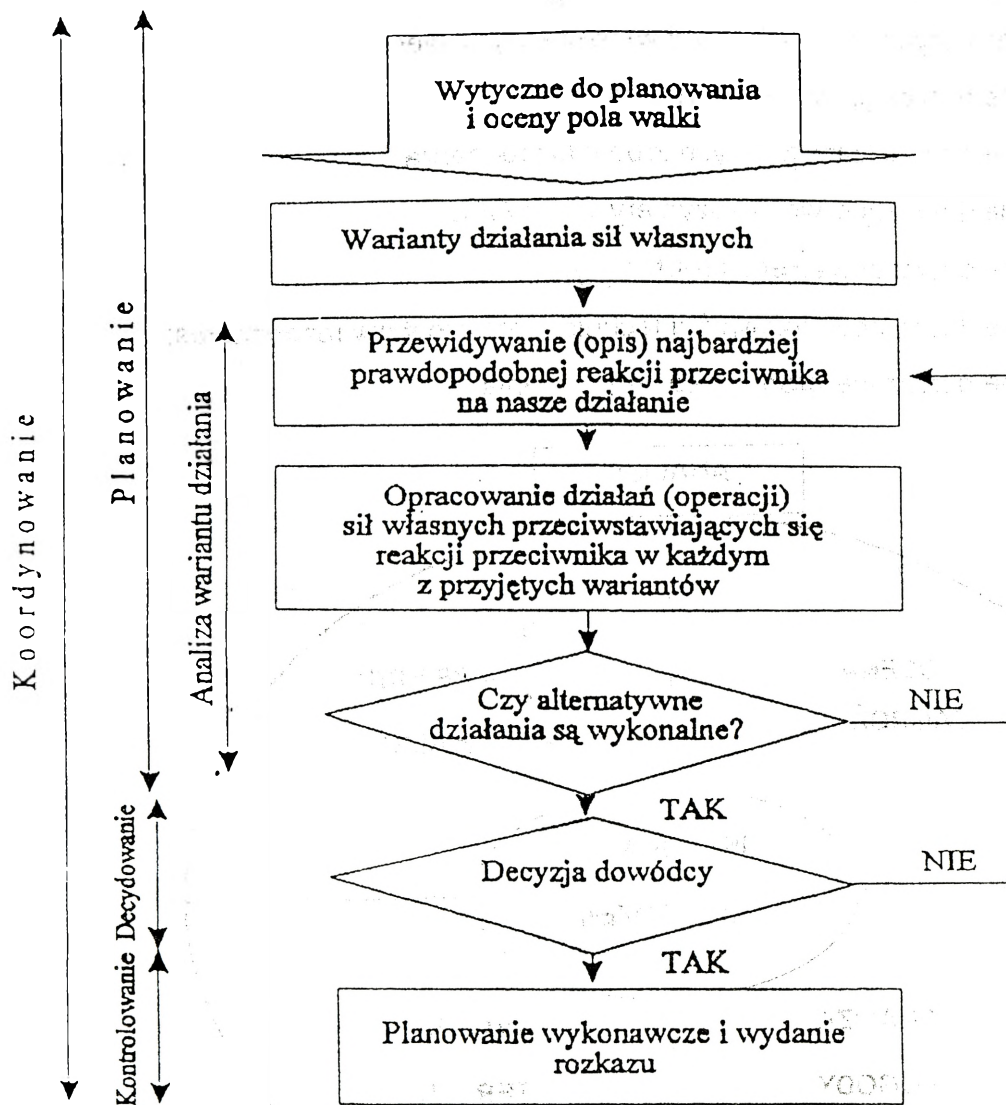 Wytyczne do planowania
i oceny pola walki
Warianty działania sił własnych
Przewidywanie (opis) najbardziej
prawdopodobnej reakcji przeciwnika
na nasze działanie
Opracowanie działań (operacji)
sił własnych przeciwstawiających się
reakcji przeciwnika w każdym
z przyjętych wariantów
Czy alternatywne
działania są wykonalne?
NIE
TAK
Decyzja dowódcy
NIE
TAK
Planowanie wykonawcze i wydanie
rozkazu
Koordynowanie
Planowanie
Analiza wariantu działania
Decydowanie
Kontrolowanie